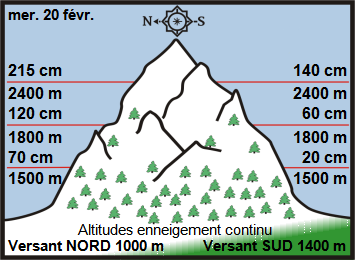 mer. 20 févr.
N S
215 cm 140 cm
2400 m 2400 m
120 cm 60 cm
1800 m 1800 m
70 cm 20 cm
1500 m 1500 m
Altitudes enneigement continu
Versant NORD 1000 m Versant SUD 1400 m